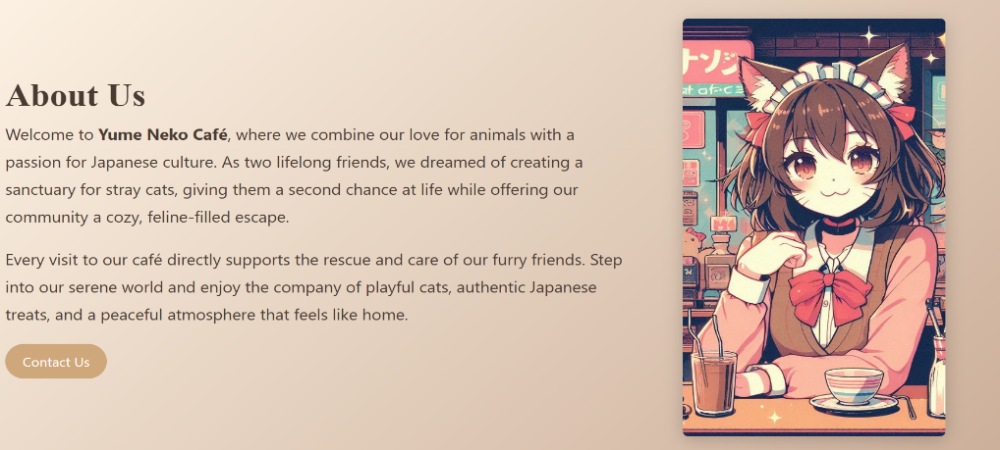 About Us
Welcome to Yume Neko Café, where we combine our love for animals with a
passion for Japanese culture. As two lifelong friends, we dreamed of creating a
sanctuary for stray cats, giving them a second chance at life while offering our
community a cozy, feline-filled escape.
Every visit to our café directly supports the rescue and care of our furry friends. Step
into our serene world and enjoy the company of playful cats, authentic Japanese
treats, and a peaceful atmosphere that feels like home.
Contact Us
ナソジ